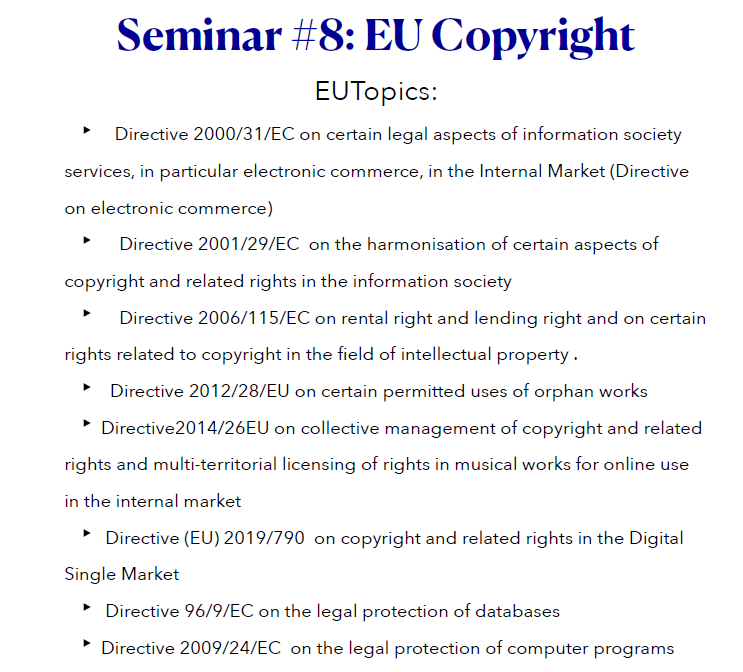 Seminar #8: EU Copyright
EUTopics:
‣ Directive 2000/31/EC on certain legal aspects of information society
services, in particular electronic commerce, in the Internal Market (Directive
on electronic commerce)
‣ Directive 2001/29/EC on the harmonisation of certain aspects of
copyright and related rights in the information society
‣ Directive 2006/115/EC on rental right and lending right and on certain
rights related to copyright in the field of intellectual property .
‣ Directive 2012/28/EU on certain permitted uses of orphan works
‣ Directive2014/26EU on collective management of copyright and related
rights and multi-territorial licensing of rights in musical works for online use
in the internal market
‣ Directive (EU) 2019/790 on copyright and related rights in the Digital
Single Market
‣ Directive 96/9/EC on the legal protection of databases
‣ Directive 2009/24/EC on the legal protection of computer programs